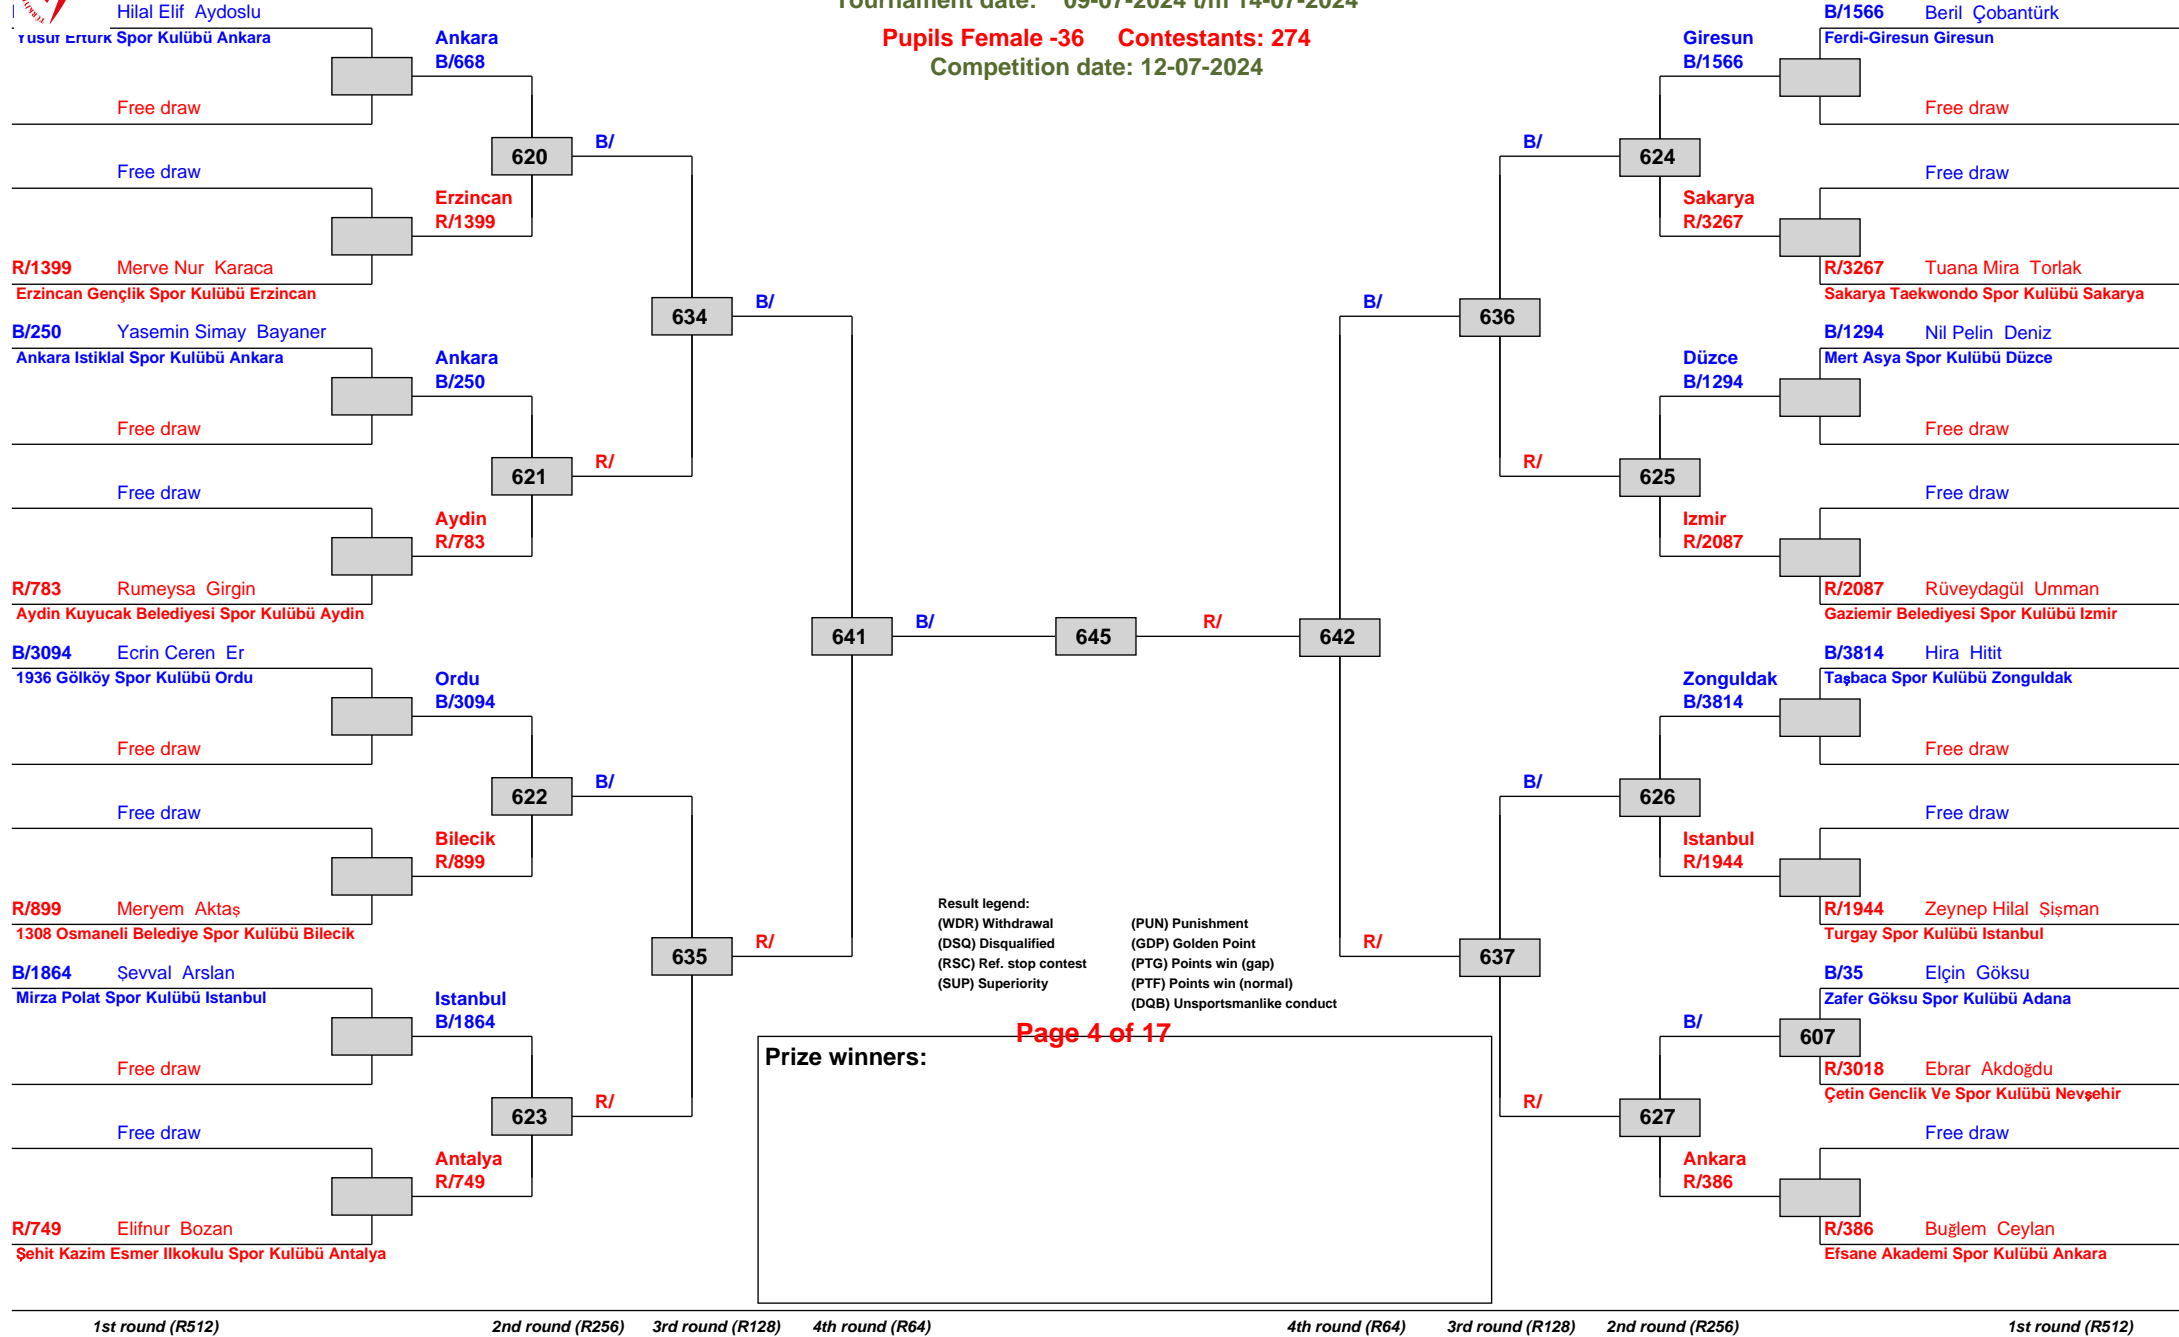 Tournament date: 09-07-2024 t/m 14-07-2024
Pupils Female -36 Contestants: 274
Competition date: 12-07-2024
Hilal Elif Aydoslu
Yusuf Ertürk Spor Kulübü Ankara
Free draw
Free draw
R/1399 Merve Nur Karaca
Erzincan Gençlik Spor Kulübü Erzincan
B/250 Yasemin Simay Bayaner
Ankara Istiklal Spor Kulübü Ankara
Free draw
Free draw
R/783 Rumeysa Girgin
Aydin Kuyucak Belediyesi Spor Kulübü Aydin
B/3094 Ecrin Ceren Er
1936 Gölköy Spor Kulübü Ordu
Free draw
Free draw
R/899 Meryem Aktaş
1308 Osmaneli Belediye Spor Kulübü Bilecik
B/1864 Şevval Arslan
Mirza Polat Spor Kulübü Istanbul
Free draw
Free draw
R/749 Elifnur Bozan
Şehit Kazim Esmer Ilkokulu Spor Kulübü Antalya
Ankara
B/668
620
Erzincan
R/1399
Ankara
B/250
621
Aydin
R/783
Ordu
B/3094
622
Bilecik
R/899
Istanbul
B/1864
623
Antalya
R/749
B/
634
R/
B/
635
R/
B/
641
R/
B/
645
R/
642
B/
R/
B/
636
R/
B/
637
R/
Giresun
B/1566
624
Sakarya
R/3267
Düzce
B/1294
625
Izmir
R/2087
Zonguldak
B/3814
626
Istanbul
R/1944
B/
627
Ankara
R/386
B/1566 Beril Çobantürk
Ferdi-Giresun Giresun
Free draw
Free draw
R/3267 Tuana Mira Torlak
Sakarya Taekwondo Spor Kulübü Sakarya
B/1294 Nil Pelin Deniz
Mert Asya Spor Kulübü Düzce
Free draw
Free draw
R/2087 Rüveydagül Umman
Gaziemir Belediyesi Spor Kulübü Izmir
B/3814 Hira Hitit
Taşbaca Spor Kulübü Zonguldak
Free draw
Free draw
R/1944 Zeynep Hilal Şişman
Turgay Spor Kulübü Istanbul
B/35 Elçin Göksu
Zafer Göksu Spor Kulübü Adana
607
R/3018 Ebrar Akdoğdu
Çetin Genclik Ve Spor Kulübü Nevşehir
Free draw
R/386 Buğlem Ceylan
Efsane Akademi Spor Kulübü Ankara
Result legend:
(WDR) Withdrawal (PUN) Punishment
(DSQ) Disqualified (GDP) Golden Point
(RSC) Ref. stop contest (PTG) Points win (gap)
(SUP) Superiority (PTF) Points win (normal)
(DQB) Unsportsmanlike conduct
Page 4 of 17
Prize winners:
1st round (R512) 2nd round (R256) 3rd round (R128) 4th round (R64) 4th round (R64) 3rd round (R128) 2nd round (R256) 1st round (R512)